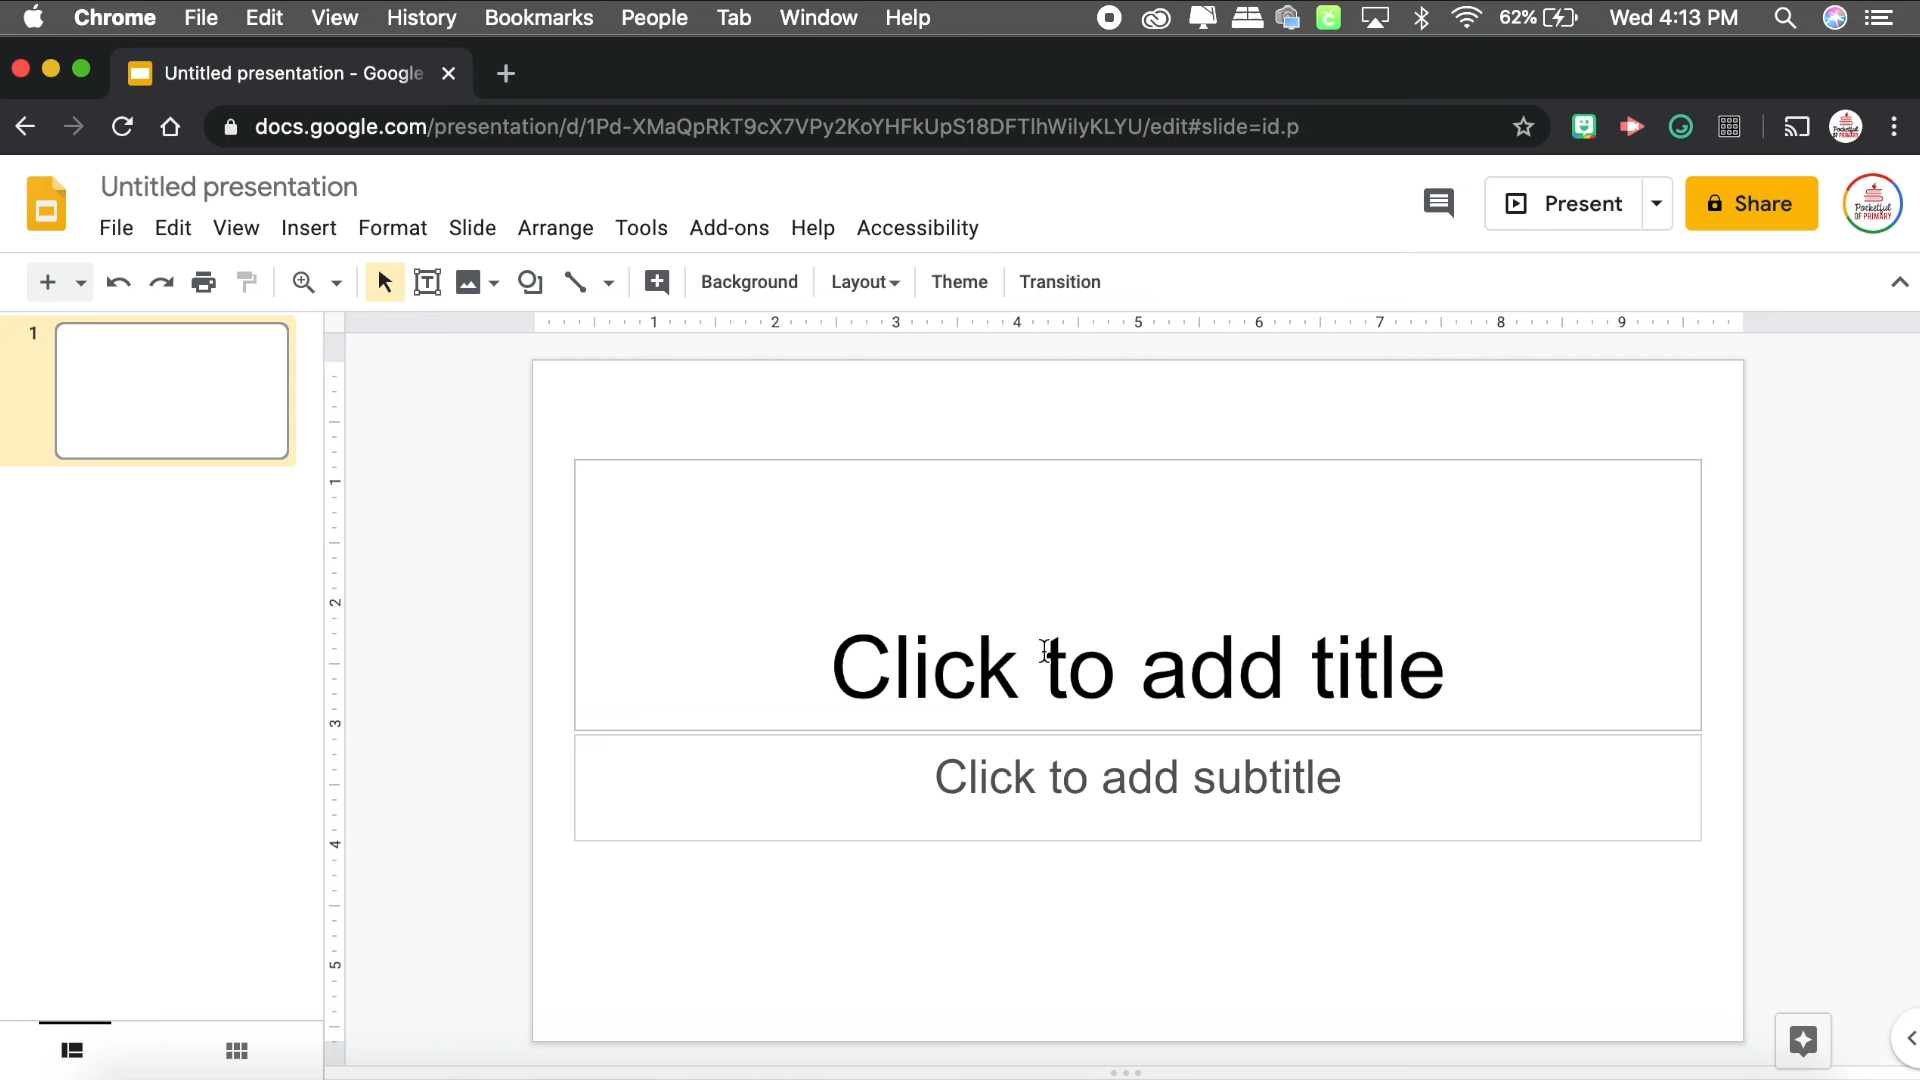 Chrome File Edit View History Bookmarks People Tab Window Help 62% Wed 4:13 PM
Untitled presentation - Google
docs.google.com/presentation/d/1Pd-XMaQpRkT9cX7VPy2KoYHFkUpS18DFTlhWilyKLYU/edit#slide=id.p
Untitled presentation
File Edit View Insert Format Slide Arrange Tools Add-ons Help Accessibility
Present Share
Pocketful
OF PRIMARY
Background Layout Theme Transition
1 2 3 4 5 6 7 8 9
1
1
2
3
4
5
Click to add title
Click to add subtitle